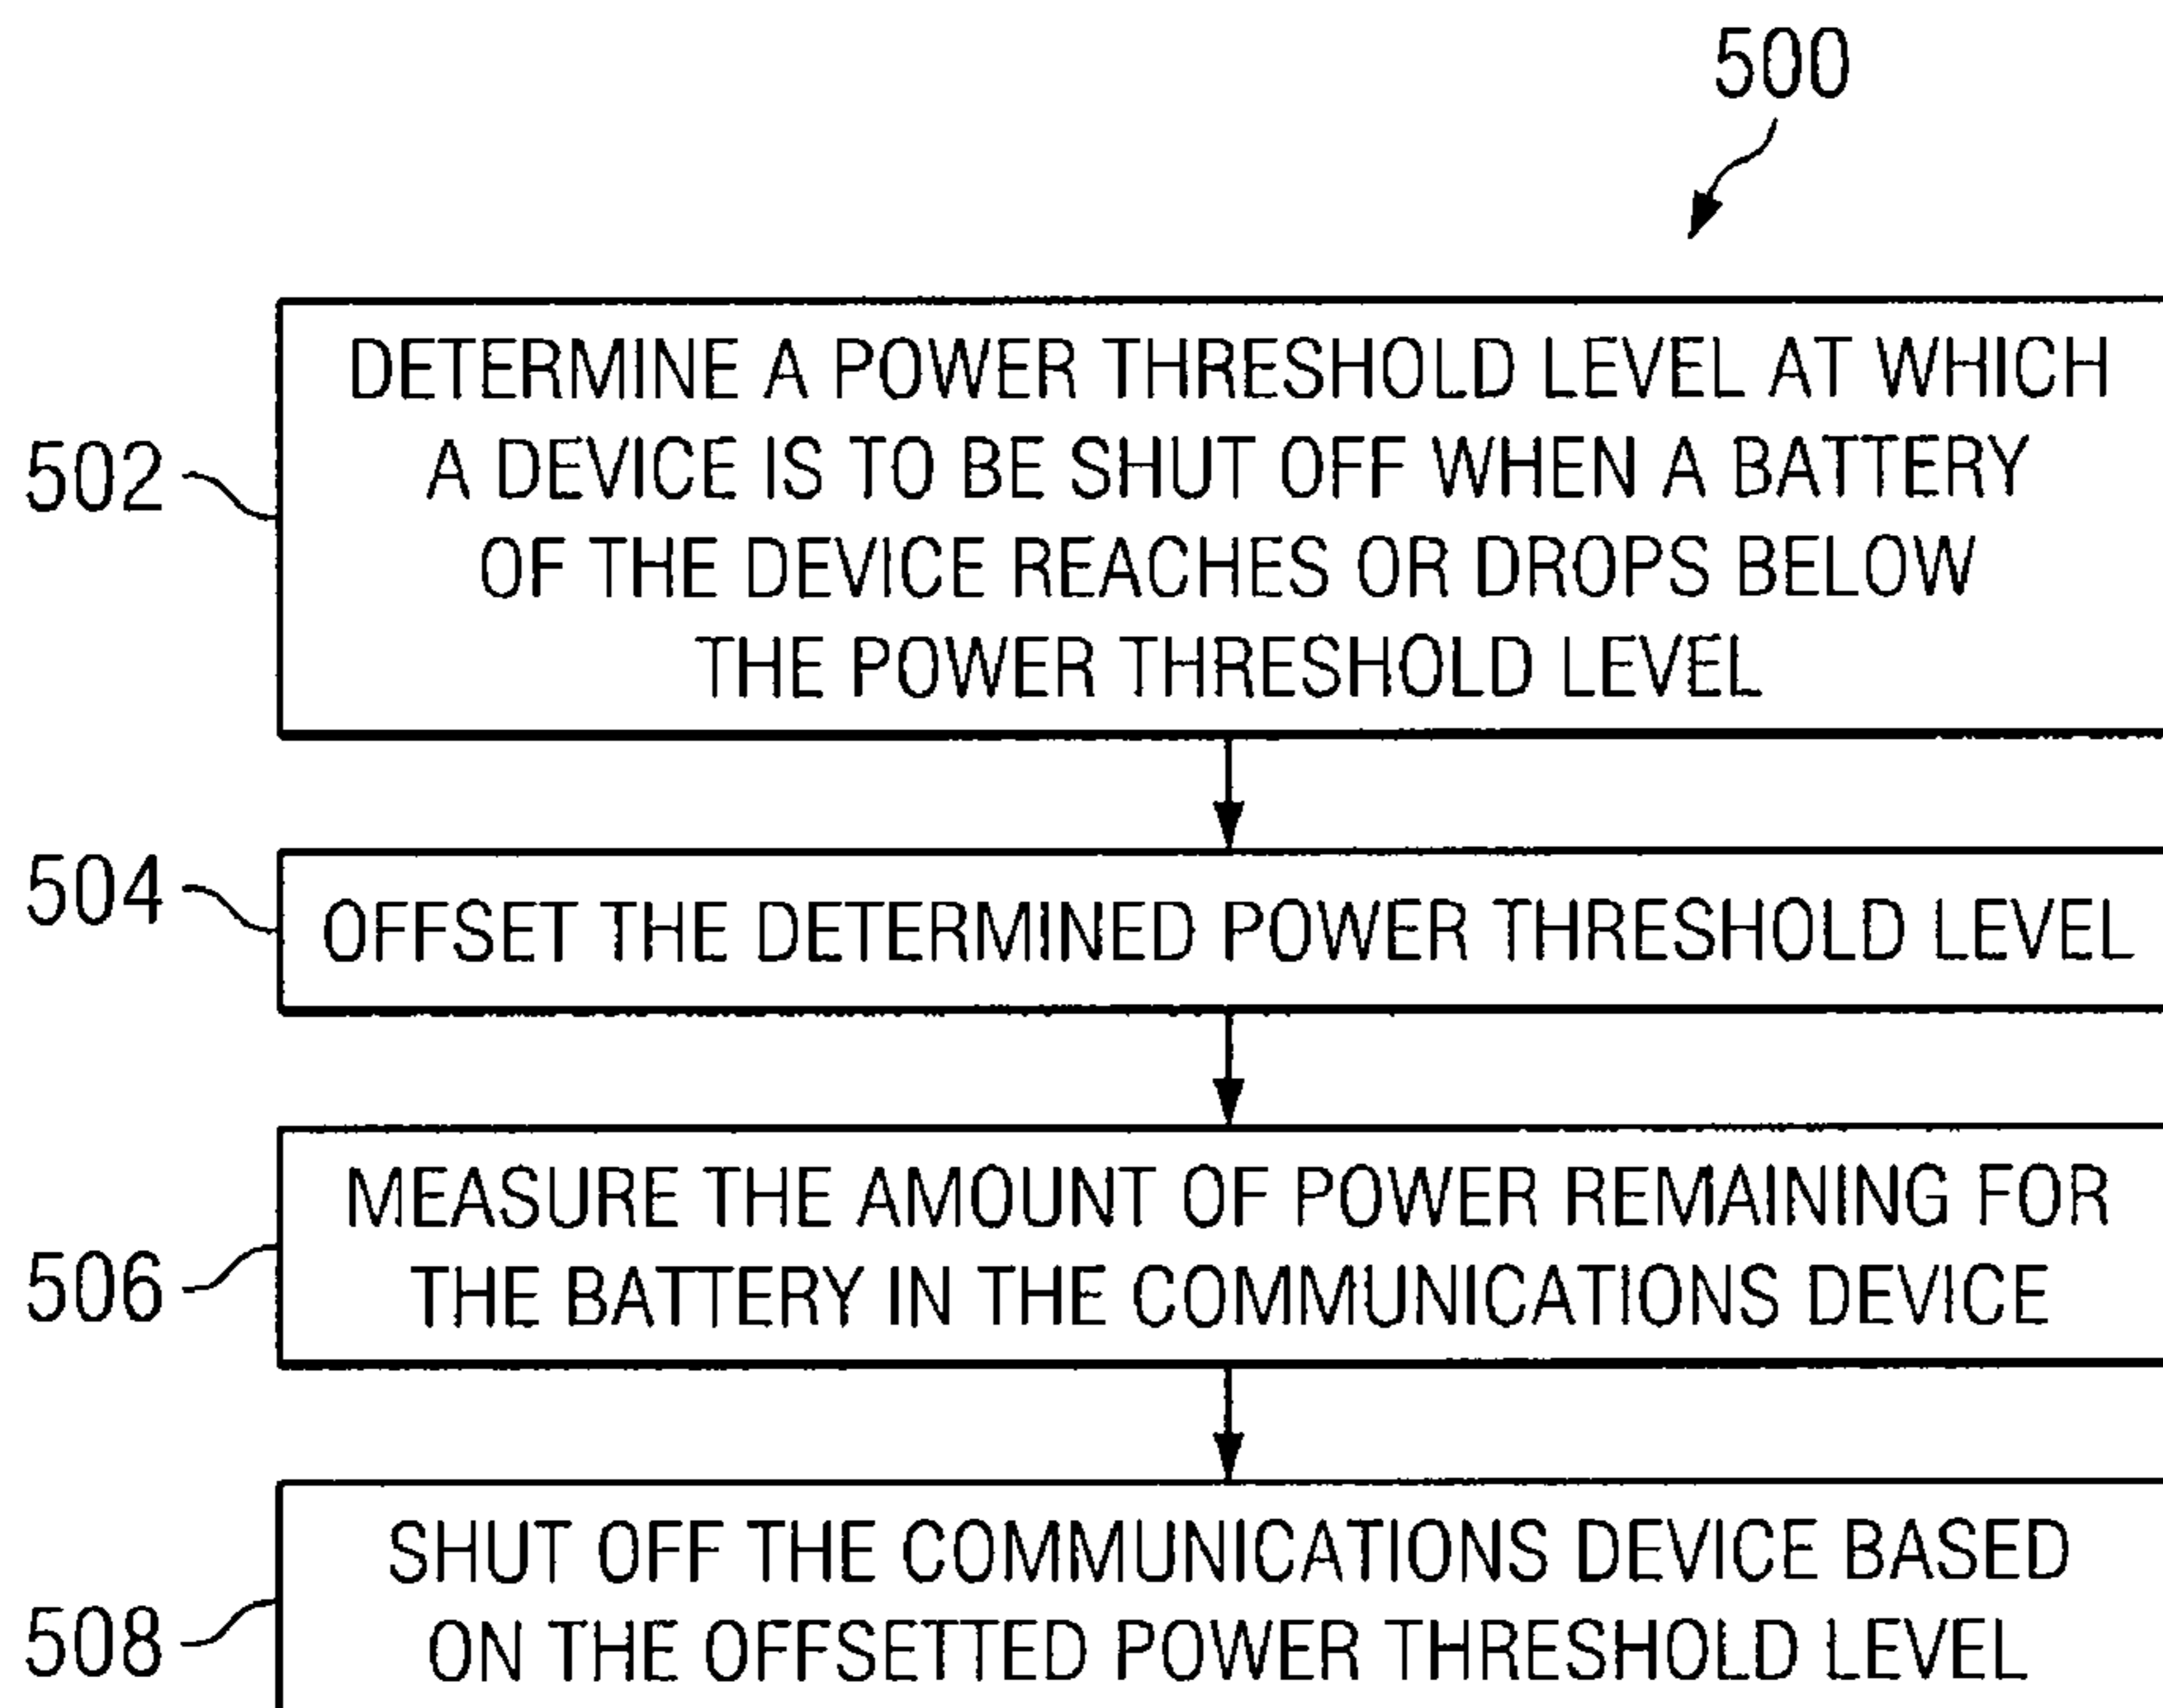 500
502
DETERMINE A POWER THRESHOLD LEVEL AT WHICH
A DEVICE IS TO BE SHUT OFF WHEN A BATTERY
OF THE DEVICE REACHES OR DROPS BELOW
THE POWER THRESHOLD LEVEL
504
OFFSET THE DETERMINED POWER THRESHOLD LEVEL
506
MEASURE THE AMOUNT OF POWER REMAINING FOR
THE BATTERY IN THE COMMUNICATIONS DEVICE
508
SHUT OFF THE COMMUNICATIONS DEVICE BASED
ON THE OFFSETTED POWER THRESHOLD LEVEL